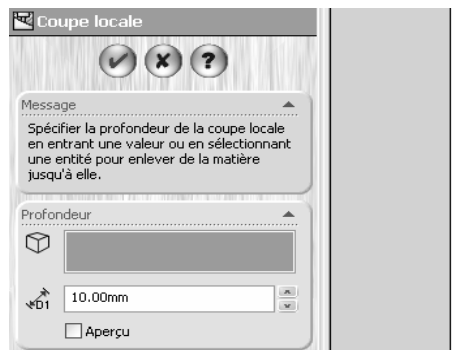 Coupe locale
?
Message
Spécifier la profondeur de la coupe locale
en entrant une valeur ou en sélectionnant
une entité pour enlever de la matière
jusqu'à elle.
Profondeur
D1 10.00mm
Aperçu